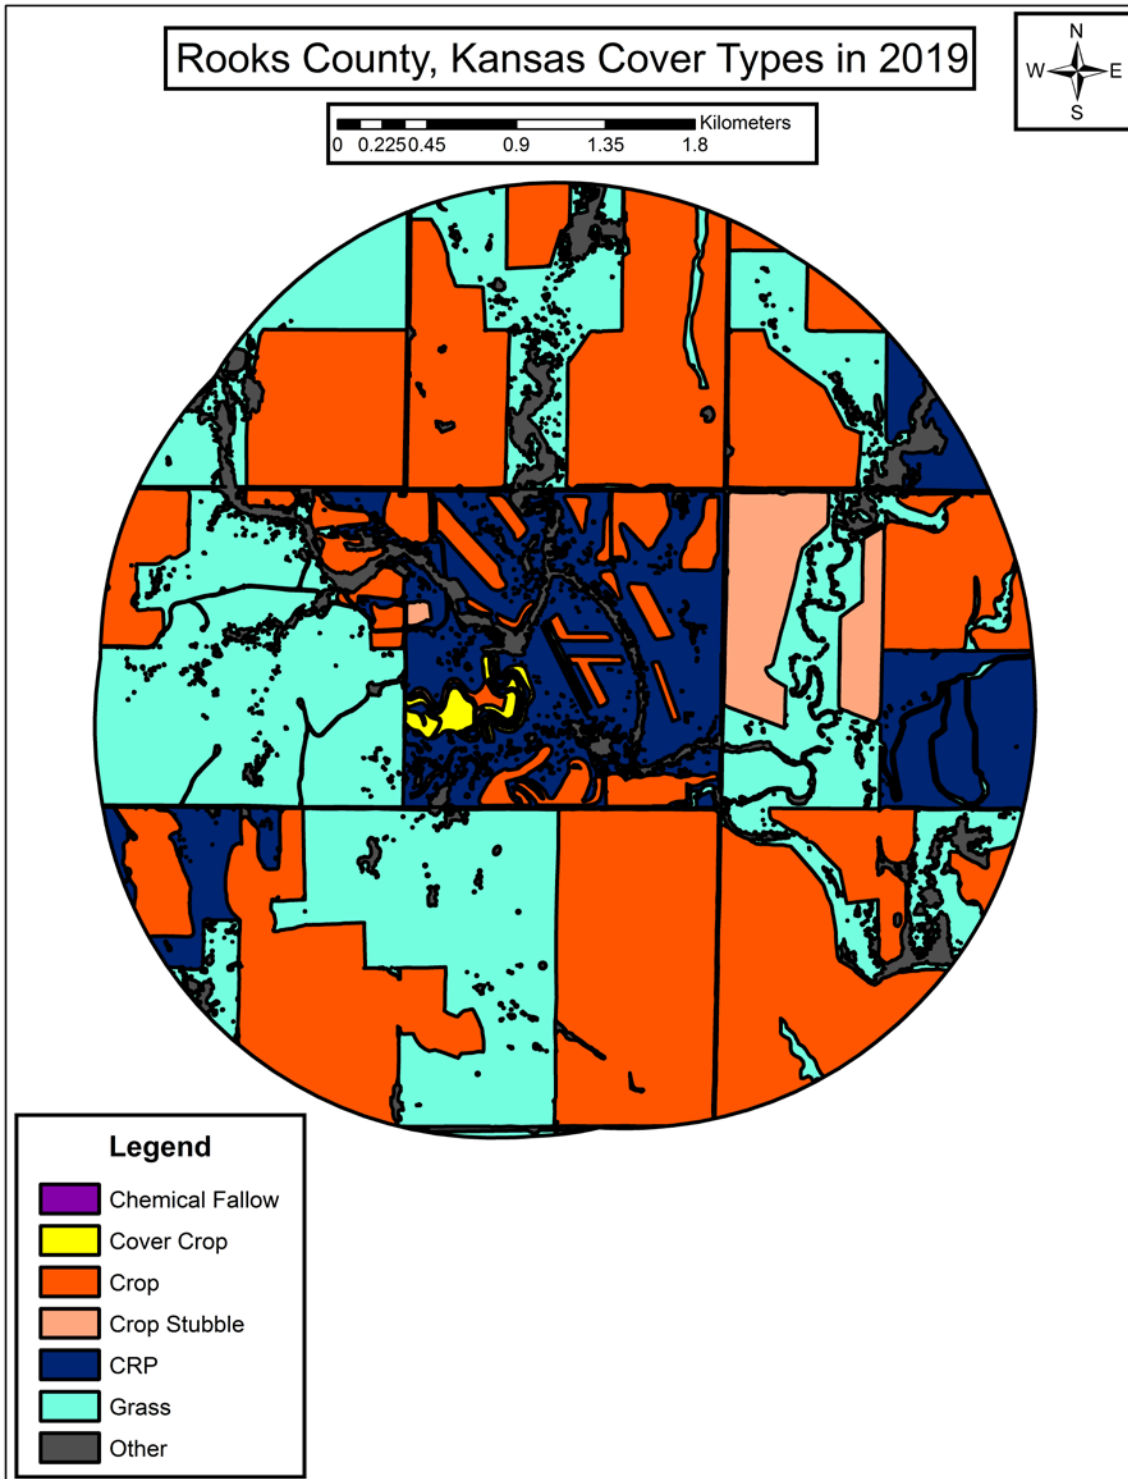 Rooks County, Kansas Cover Types in 2019
N
W E
S
Kilometers
0 0.225 0.45 0.9 1.35 1.8
Legend
Chemical Fallow
Cover Crop
Crop
Crop Stubble
CRP
Grass
Other